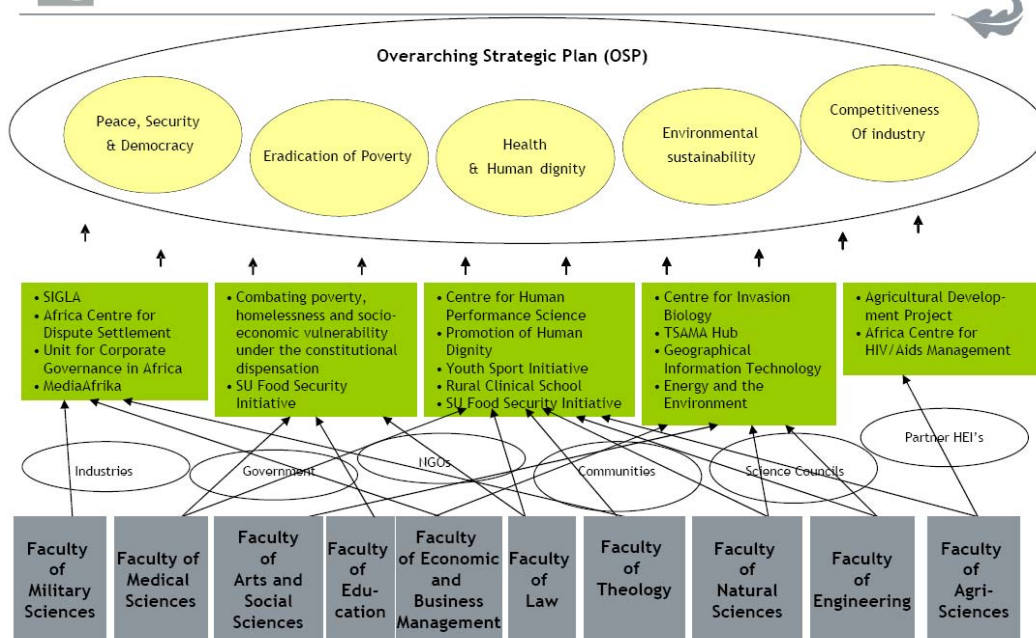 Overarching Strategic Plan (OSP)
Peace, Security
& Democracy
Eradication of Poverty
Health
& Human dignity
Environmental
sustainability
Competitiveness
Of industry
• SIGLA
• Africa Centre for
Dispute Settlement
• Unit for Corporate
Governance in Africa
• MediaAfrika
• Combating poverty,
homelessness and socio-
economic vulnerability
under the constitutional
dispensation
• SU Food Security
Initiative
• Centre for Human
Performance Science
• Promotion of Human
Dignity
• Youth Sport Initiative
• Rural Clinical School
• SU Food Security Initiative
• Centre for Invasion
Biology
• TSAMA Hub
• Geographical
Information Technology
• Energy and the
Environment
• Agricultural Develop-
ment Project
• Africa Centre for
HIV/Aids Management
Industries
Government
NGOs
Communities
Science Councils
Partner HEI's
Faculty
of
Military
Sciences
Faculty of
Medical
Sciences
Faculty
of
Arts and
Social
Sciences
Faculty
of
Edu-
cation
Faculty
of Economic
and
Business
Management
Faculty
of
Law
Faculty
of
Theology
Faculty
of
Natural
Sciences
Faculty
of
Engineering
Faculty
of
Agri-
Sciences